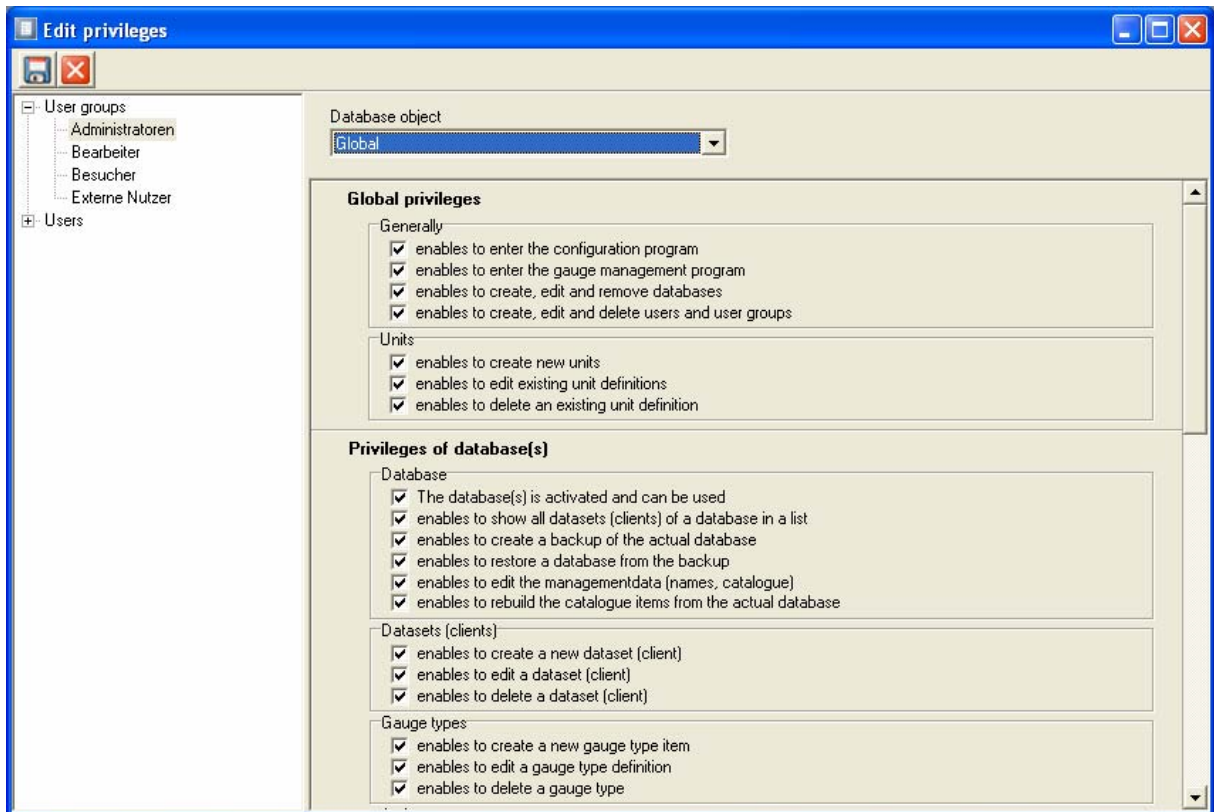 Edit privileges
User groups
Administratoren
Bearbeiter
Besucher
Externe Nutzer
Users
Database object
Global
Global privileges
Generally
enables to enter the configuration program
enables to enter the gauge management program
enables to create, edit and remove databases
enables to create, edit and delete users and user groups
Units
enables to create new units
enables to edit existing unit definitions
enables to delete an existing unit definition
Privileges of database(s)
Database
The database(s) is activated and can be used
enables to show all datasets (clients) of a database in a list
enables to create a backup of the actual database
enables to restore a database from the backup
enables to edit the managementdata (names, catalogue)
enables to rebuild the catalogue items from the actual database
Datasets (clients)
enables to create a new dataset (client)
enables to edit a dataset (client)
enables to delete a dataset (client)
Gauge types
enables to create a new gauge type item
enables to edit a gauge type definition
enables to delete a gauge type